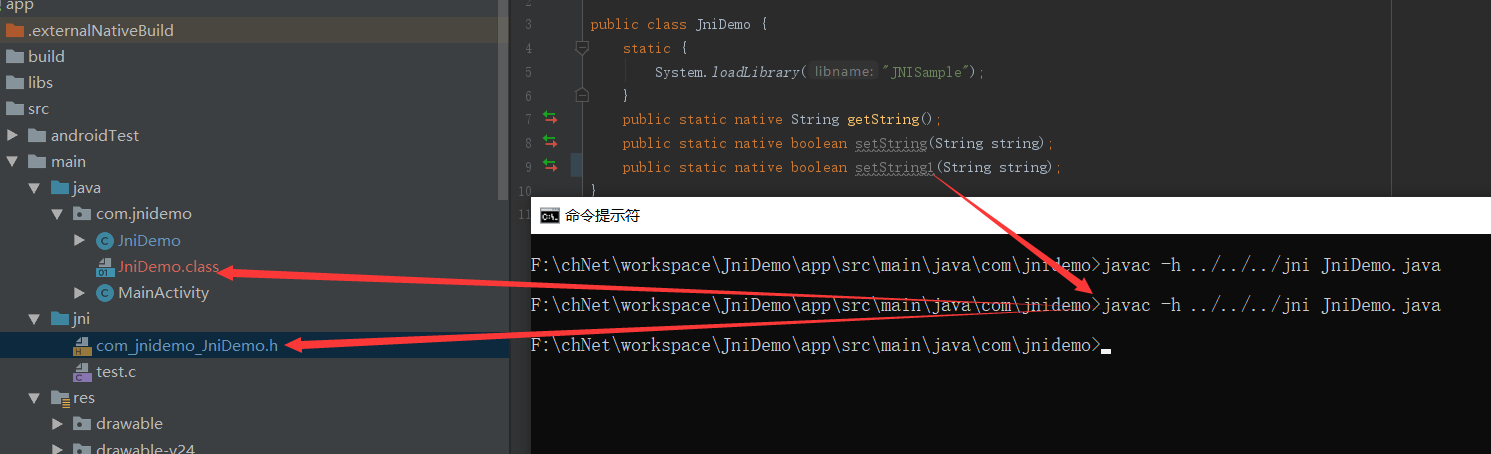 app
.externalNativeBuild
build
libs
src
androidTest
main
java
com.jnidemo
JniDemo
JniDemo.class
MainActivity
jni
com_jnidemo_JniDemo.h
test.c
res
drawable
drawable-v24
2
3 public class JniDemo {
4 static {
5 System.loadLibrary( libname: "JNISample");
6 }
7 public static native String getString();
8 public static native boolean setString(String string);
9 public static native boolean setString1(String string);
10 }
11
命令提示符
F:\chNet\workspace\JniDemo\app\src\main\java\com\jnidemo>javac -h ../../../jni JniDemo.java
F:\chNet\workspace\JniDemo\app\src\main\java\com\jnidemo>javac -h ../../../jni JniDemo.java
F:\chNet\workspace\JniDemo\app\src\main\java\com\jnidemo>